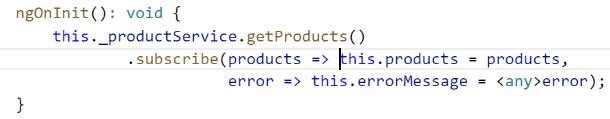 ngOnInit(): void {
    this._productService.getProducts()
            .subscribe(products => this.products = products,
                       error => this.errorMessage = <any>error);
}